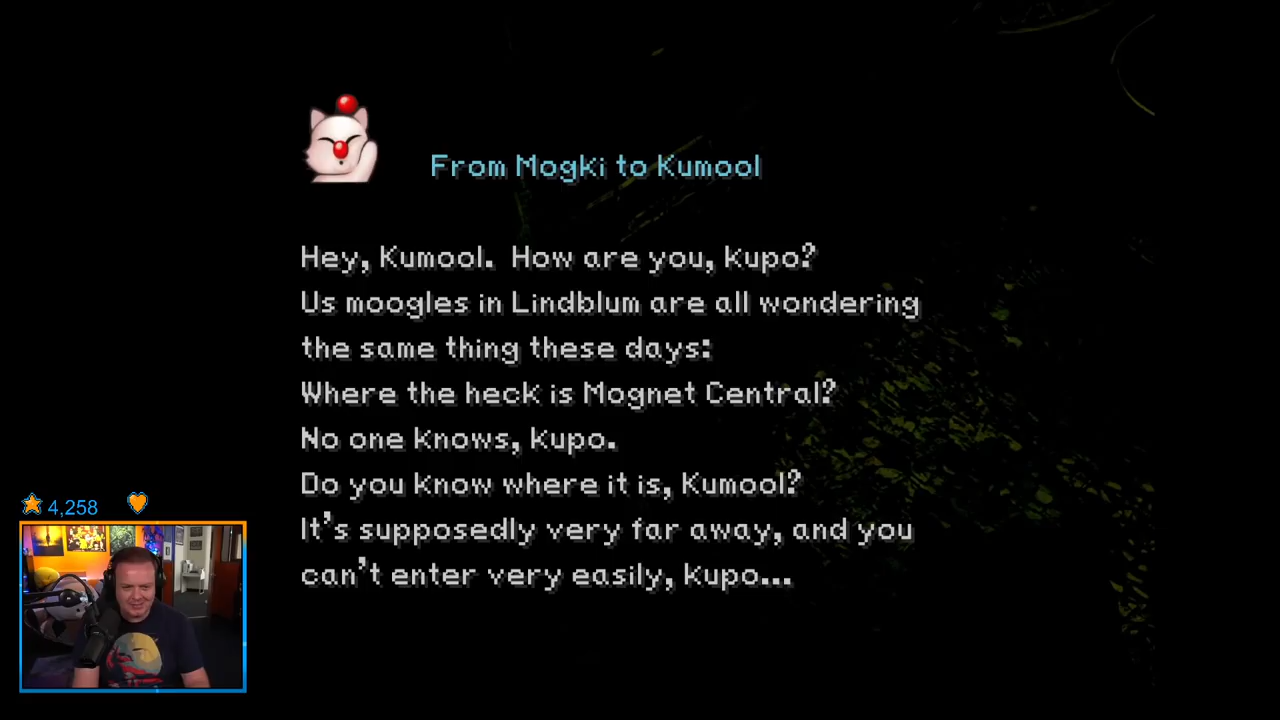 From Mogki to Kumool
Hey, Kumool. How are you, kupo?
Us moogles in Lindblum are all wondering
the same thing these days:
Where the heck is Mognet Central?
No one knows, kupo.
Do you know where it is, Kumool?
It's supposedly very far away, and you
can't enter very easily, kupo...
4,258